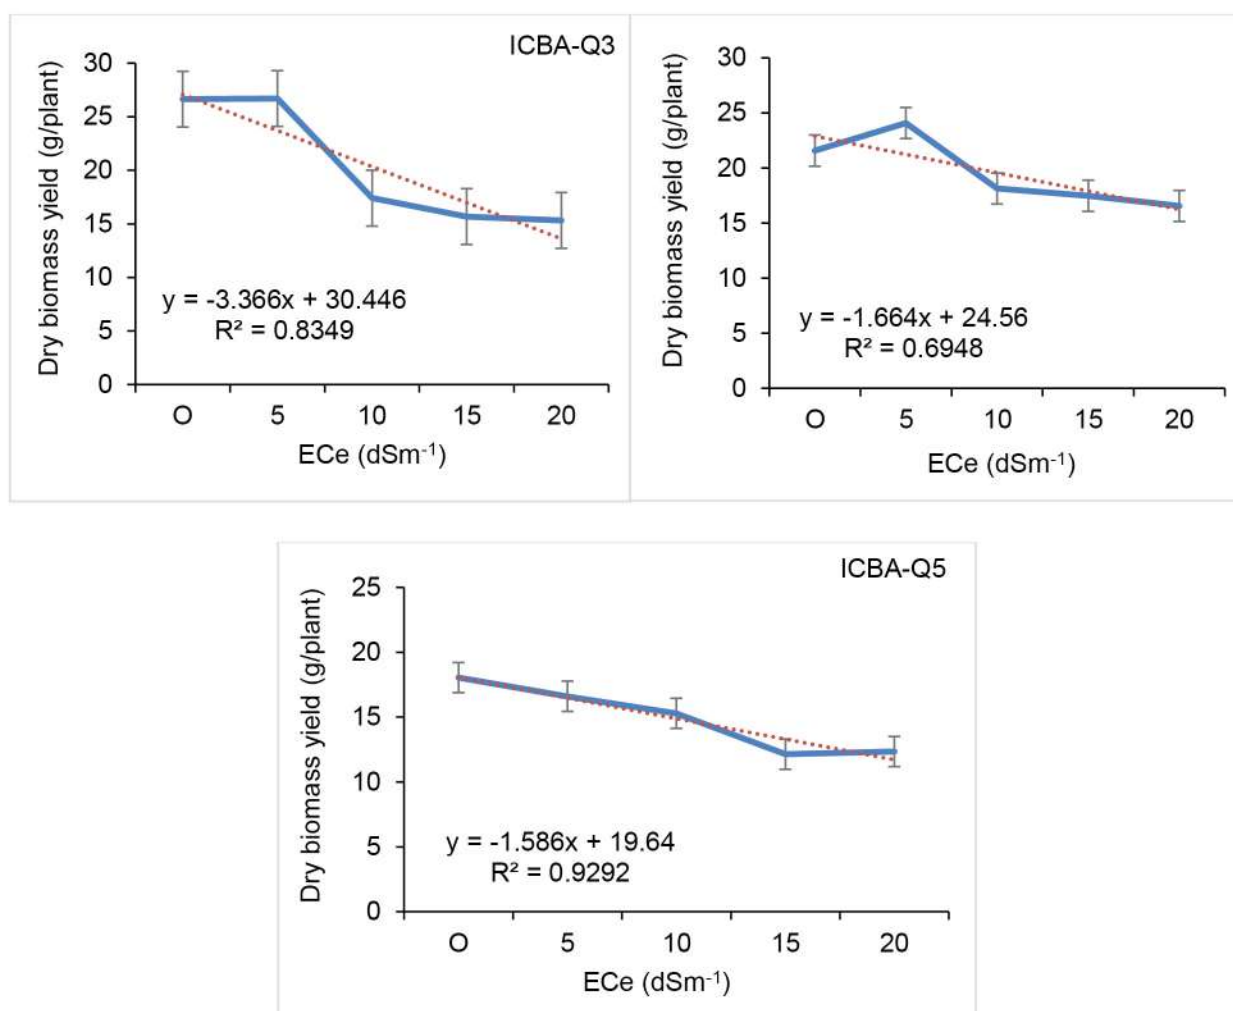 ICBA-Q3
Dry biomass yield (g/plant)
30
25
20
15
10
5
0
y = -3.366x + 30.446
R² = 0.8349
O 5 10 15 20
ECe (dSm⁻¹)
Dry biomass yield (g/plant)
30
25
20
15
10
5
0
y = -1.664x + 24.56
R² = 0.6948
O 5 10 15 20
ECe (dSm⁻¹)
ICBA-Q5
Dry biomass yield (g/plant)
25
20
15
10
5
0
y = -1.586x + 19.64
R² = 0.9292
O 5 10 15 20
ECe (dSm⁻¹)